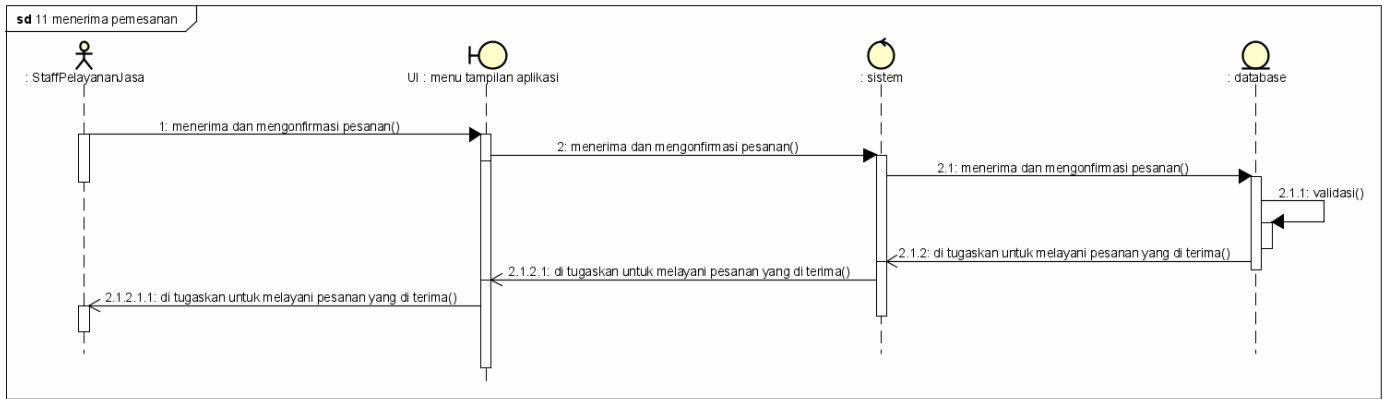 sd 11 menerima pemesanan
: StaffPelayananJasa
UI : menu tampilan aplikasi
: sistem
: database
1: menerima dan mengonfirmasi pesanan()
2: menerima dan mengonfirmasi pesanan()
2.1: menerima dan mengonfirmasi pesanan()
2.1.1: validasi()
2.1.2: di tugaskan untuk melayani pesanan yang di terima()
2.1.2.1: di tugaskan untuk melayani pesanan yang di terima()
2.1.2.1.1: di tugaskan untuk melayani pesanan yang di terima()